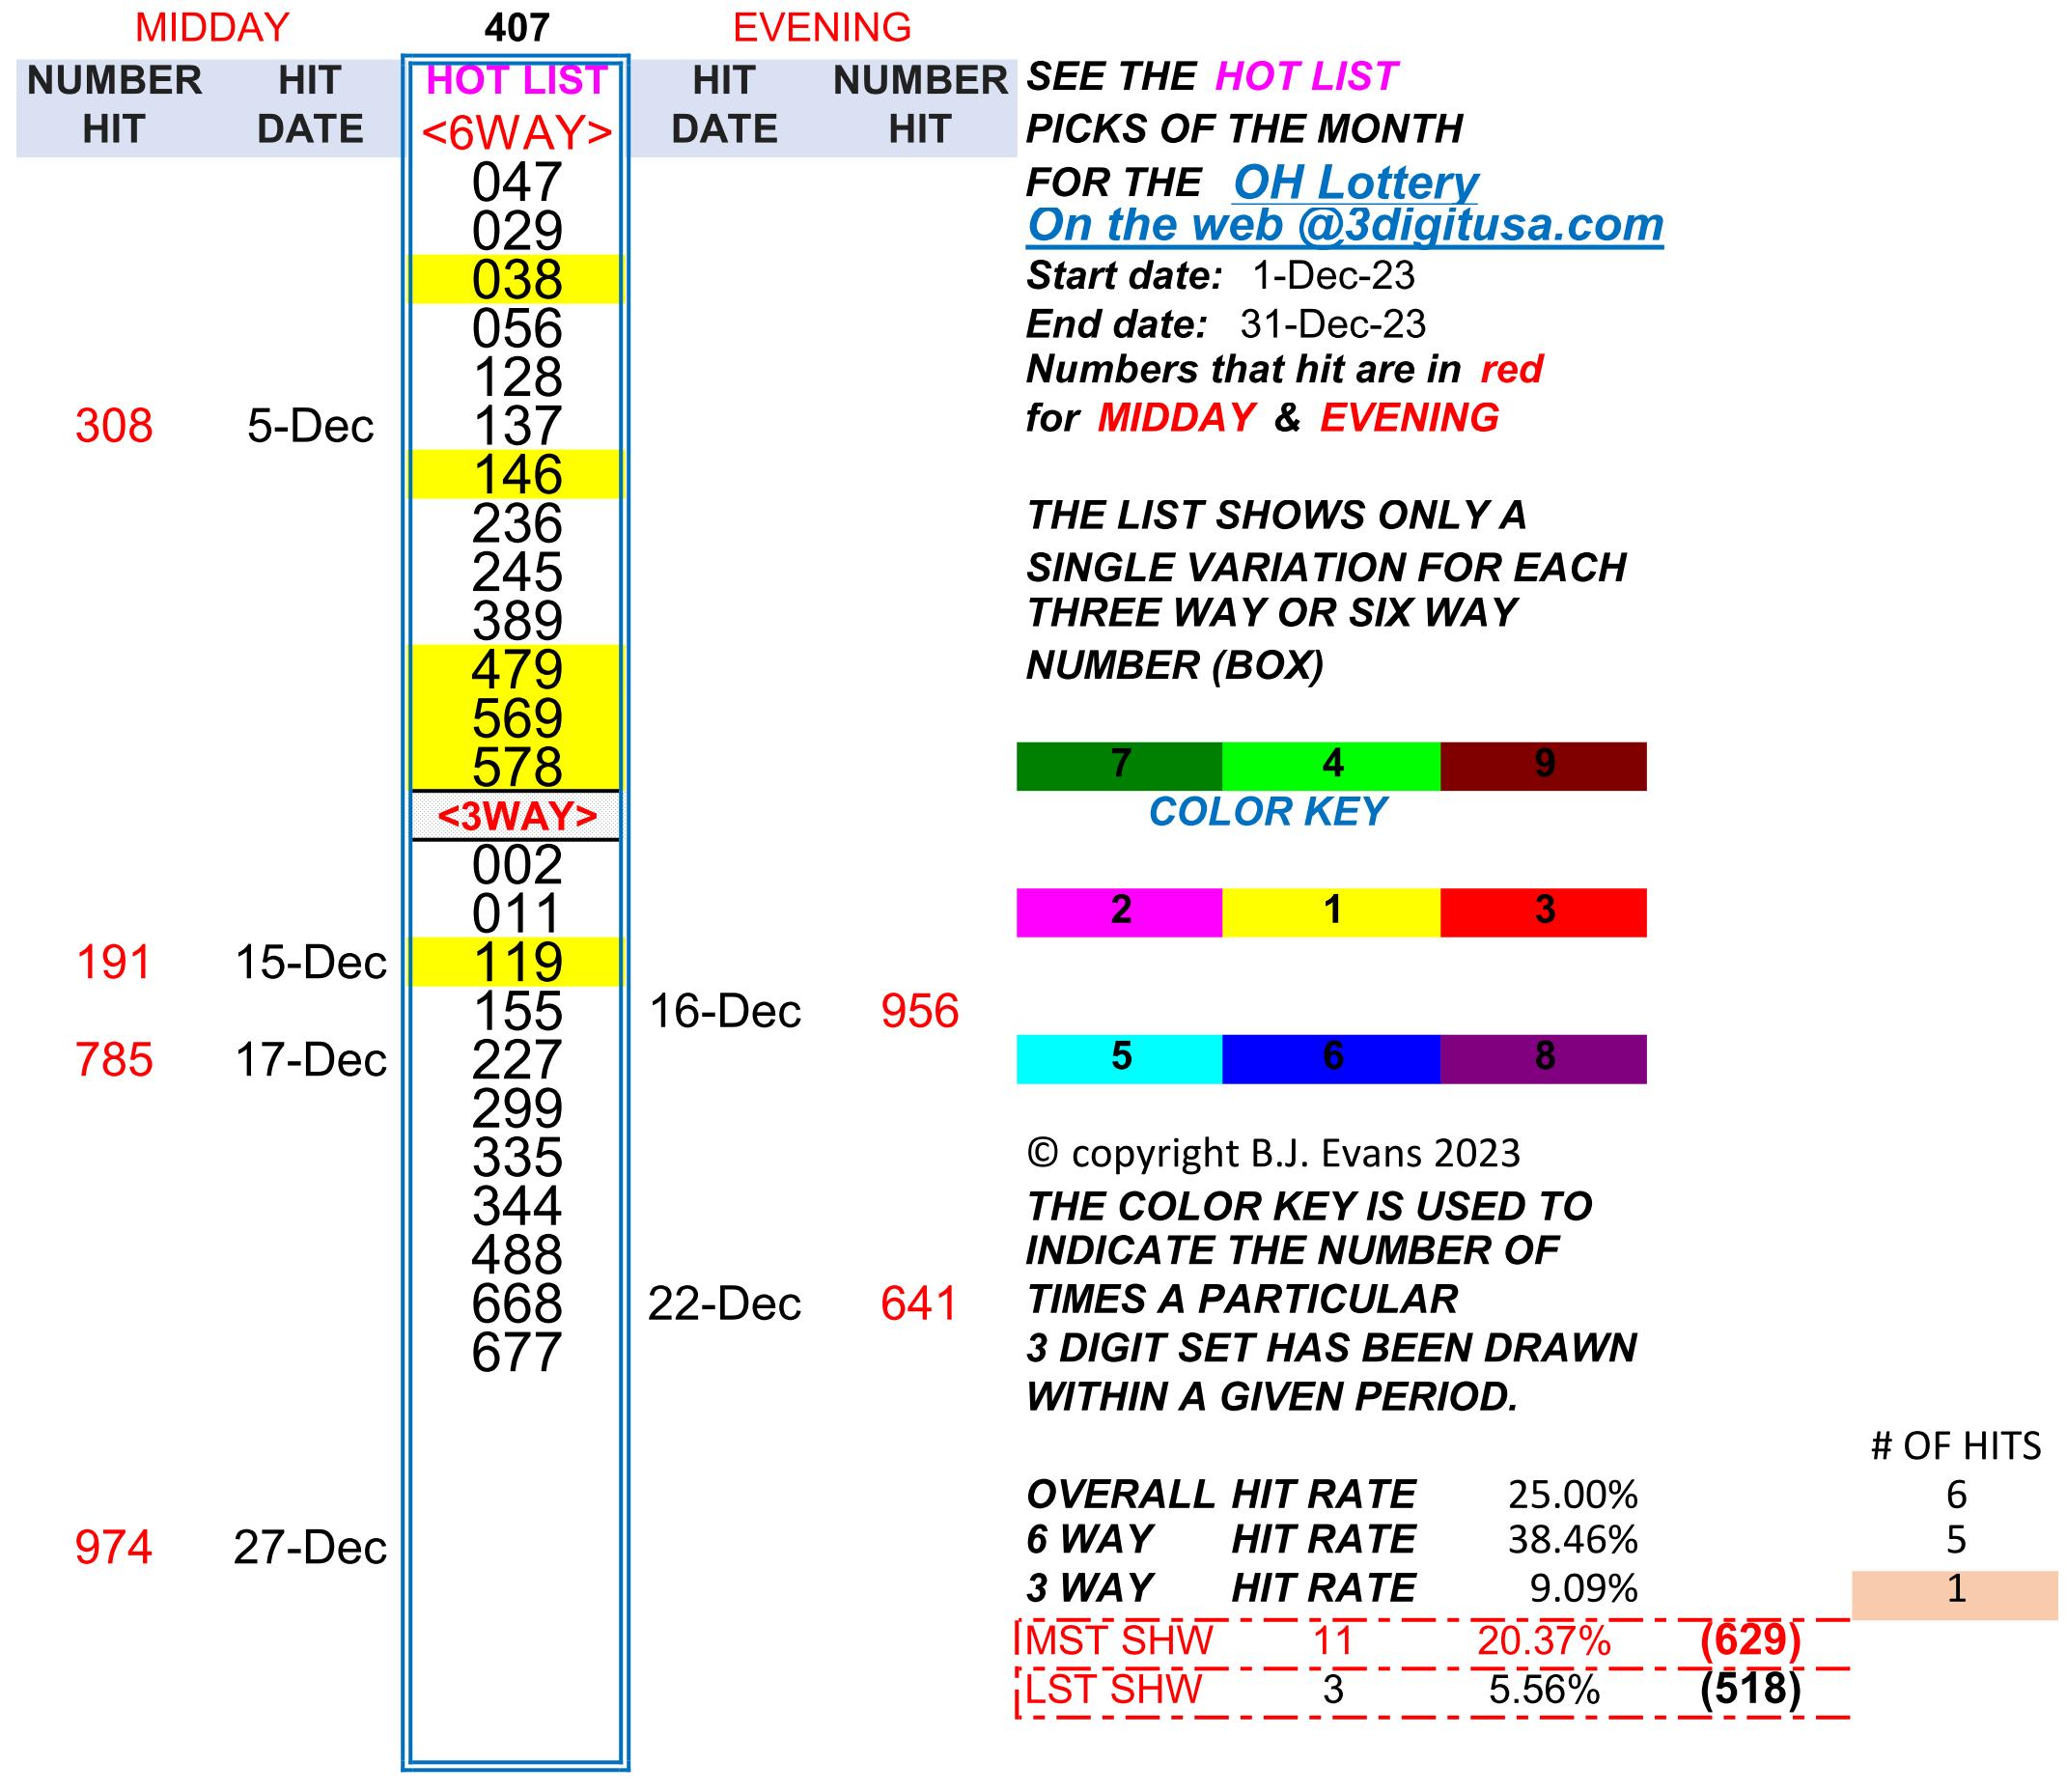 MIDDAY 407 EVENING
NUMBER HIT HOT LIST HIT NUMBER
HIT DATE <6WAY> DATE HIT
047
029
038
056
128
308 5-Dec 137
146
236
245
389
479
569
578
<3WAY>
002
011
191 15-Dec 119
155 16-Dec 956
785 17-Dec 227
299
335
344
488
668 22-Dec 641
677
974 27-Dec
SEE THE HOT LIST
PICKS OF THE MONTH
FOR THE OH Lottery
On the web @3digitusa.com
Start date: 1-Dec-23
End date: 31-Dec-23
Numbers that hit are in red
for MIDDAY & EVENING
THE LIST SHOWS ONLY A
SINGLE VARIATION FOR EACH
THREE WAY OR SIX WAY
NUMBER (BOX)
7 4 9
COLOR KEY
2 1 3
5 6 8
© copyright B.J. Evans 2023
THE COLOR KEY IS USED TO
INDICATE THE NUMBER OF
TIMES A PARTICULAR
3 DIGIT SET HAS BEEN DRAWN
WITHIN A GIVEN PERIOD.
# OF HITS
OVERALL HIT RATE 25.00% 6
6 WAY HIT RATE 38.46% 5
3 WAY HIT RATE 9.09% 1
MST SHW 11 20.37% (629)
LST SHW 3 5.56% (518)